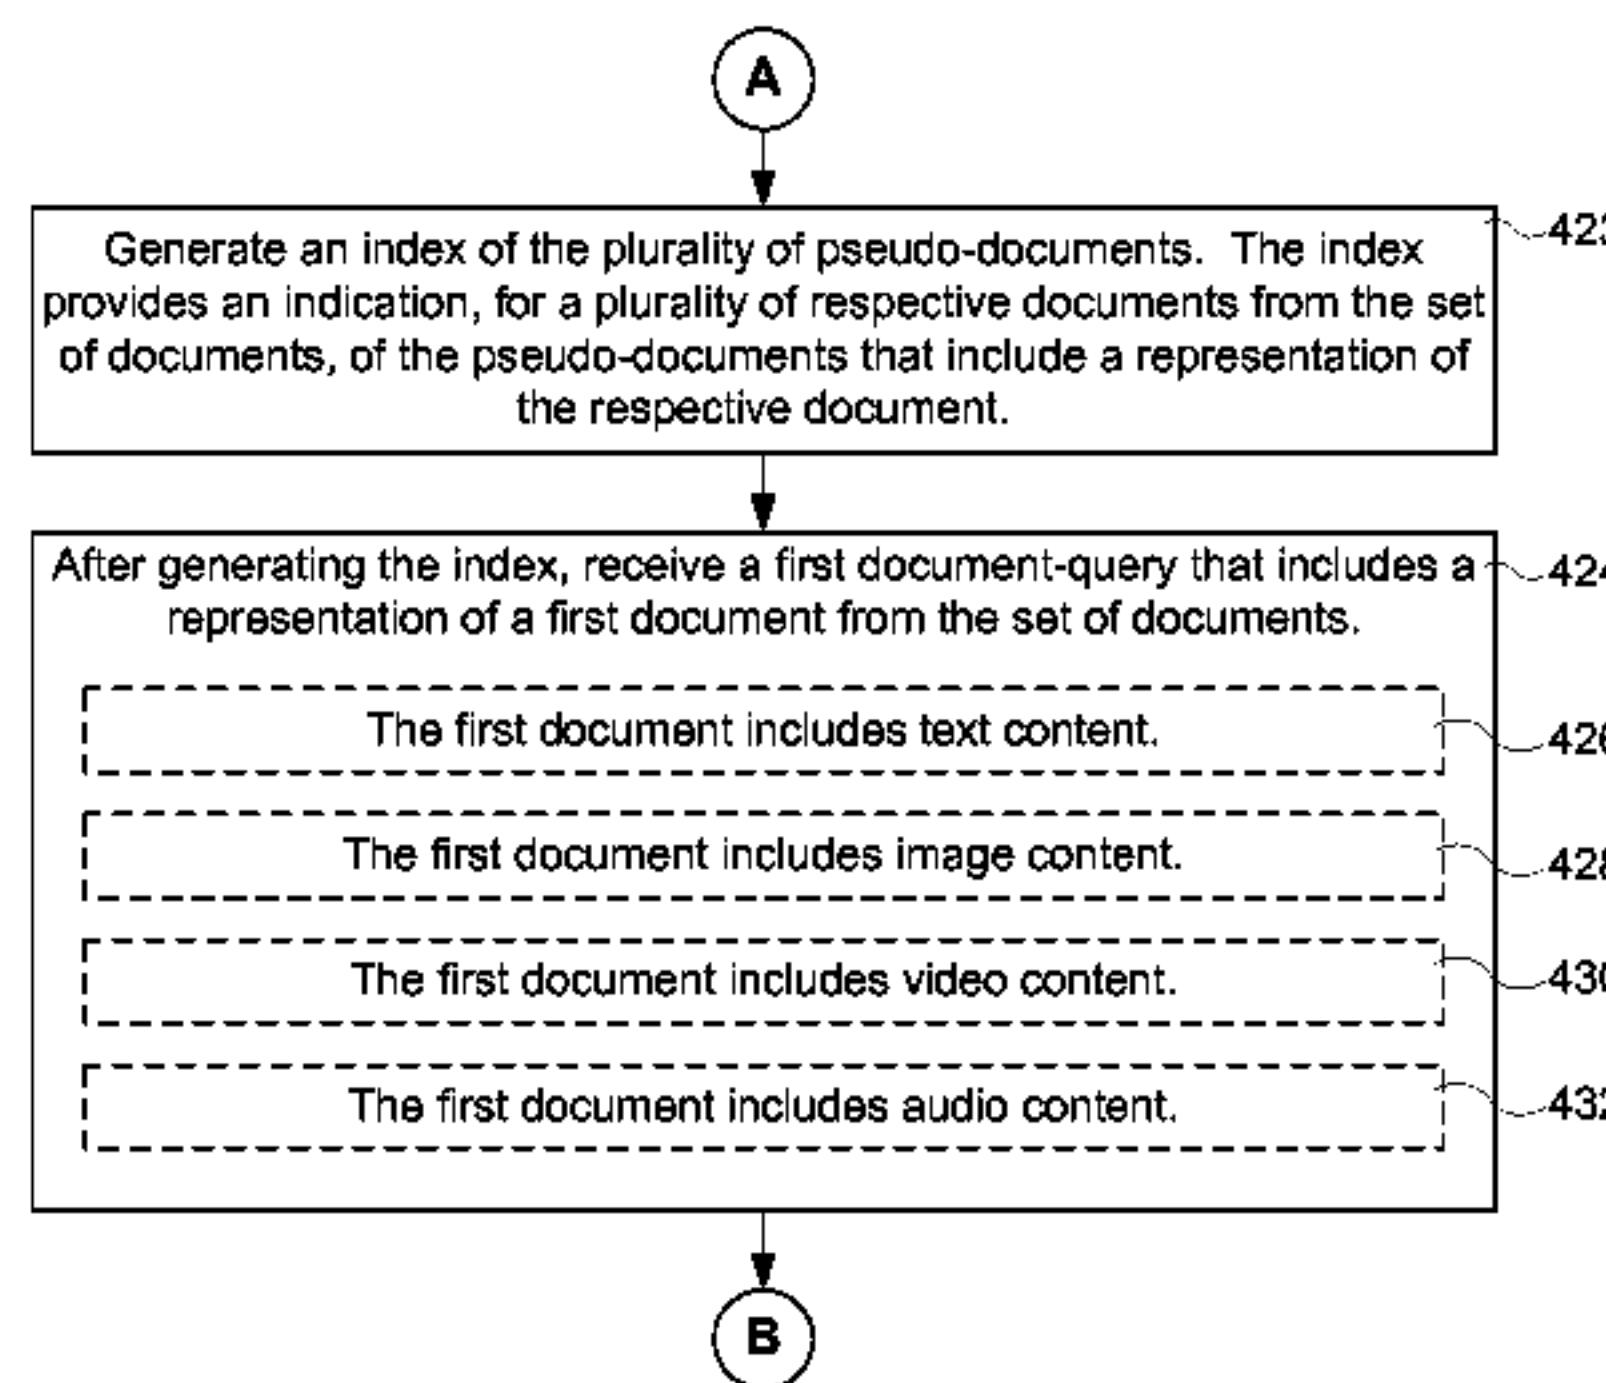 A
Generate an index of the plurality of pseudo-documents. The index
provides an indication, for a plurality of respective documents from the set
of documents, of the pseudo-documents that include a representation of
the respective document.
After generating the index, receive a first document-query that includes a
representation of a first document from the set of documents.
The first document includes text content.
The first document includes image content.
The first document includes video content.
The first document includes audio content.
B